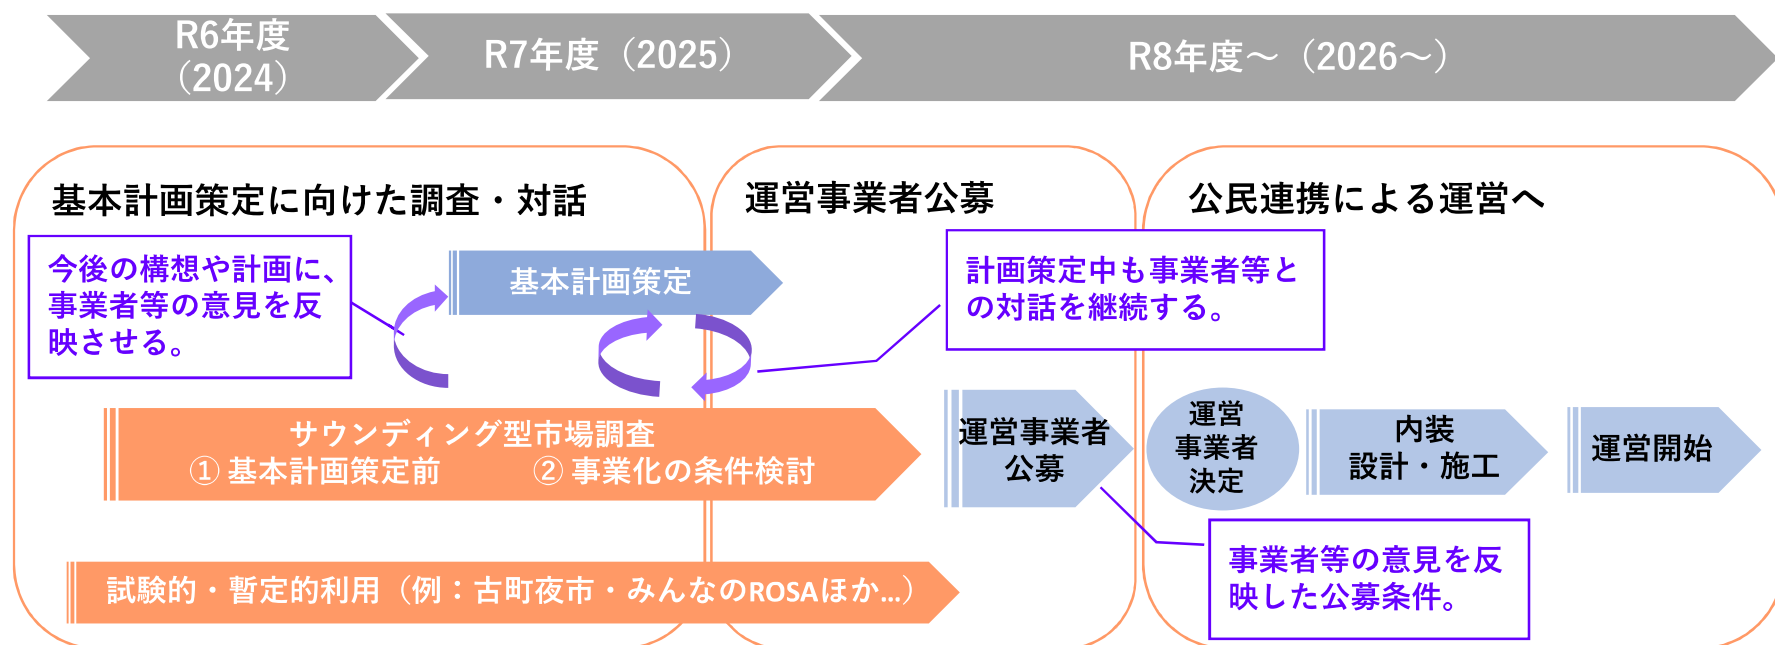 R6年度
（2024）
R7年度（2025）
R8年度～（2026～）
基本計画策定に向けた調査・対話
運営事業者公募
公民連携による運営へ
今後の構想や計画に、
事業者等の意見を反
映させる。
基本計画策定
計画策定中も事業者等と
の対話を継続する。
サウンディング型市場調査
① 基本計画策定前 ② 事業化の条件検討
運営事業者
公募
運営
事業者
決定
内装
設計・施工
運営開始
事業者等の意見を反
映した公募条件。
試験的・暫定的利用（例：古町夜市・みんなのROSAほか…）